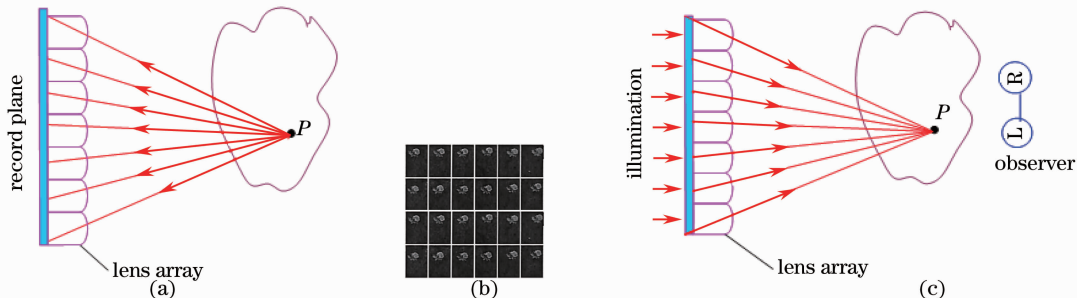 record plane
P
lens array
(a)
(b)
illumination
P
R
L
observer
lens array
(c)